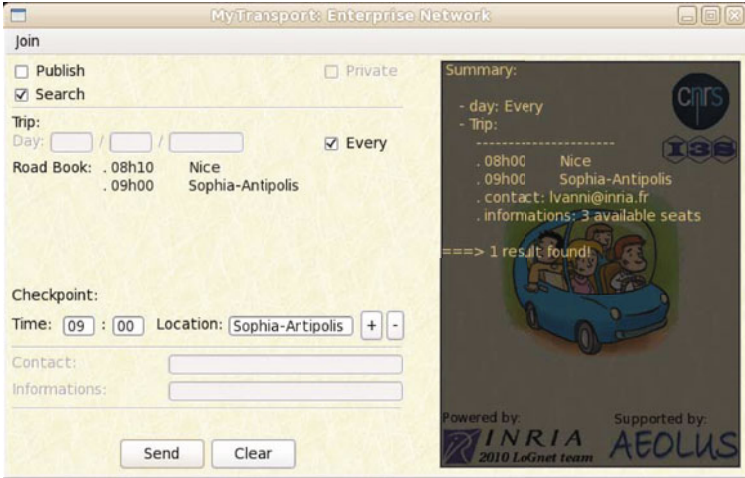 MyTransport: Enterprise Network
Join
Publish
Private
Search
Trip:
Day: / /
Every
Road Book: . 08h10 Nice
. 09h00 Sophia-Antipolis
Checkpoint:
Time: 09 : 00 Location: Sophia-Artipolis + -
Contact:
Informations:
Send Clear
Summary:
- day: Every
- Trip:
----------------------
. 08h00 Nice
. 09h00 Sophia-Antipolis
. contact: lvanni@inria.fr
. informations: 3 available seats
===> 1 result found!
cnrs
I3S
Powered by:
INRIA
2010 LoGnet team
Supported by:
AEOLUS